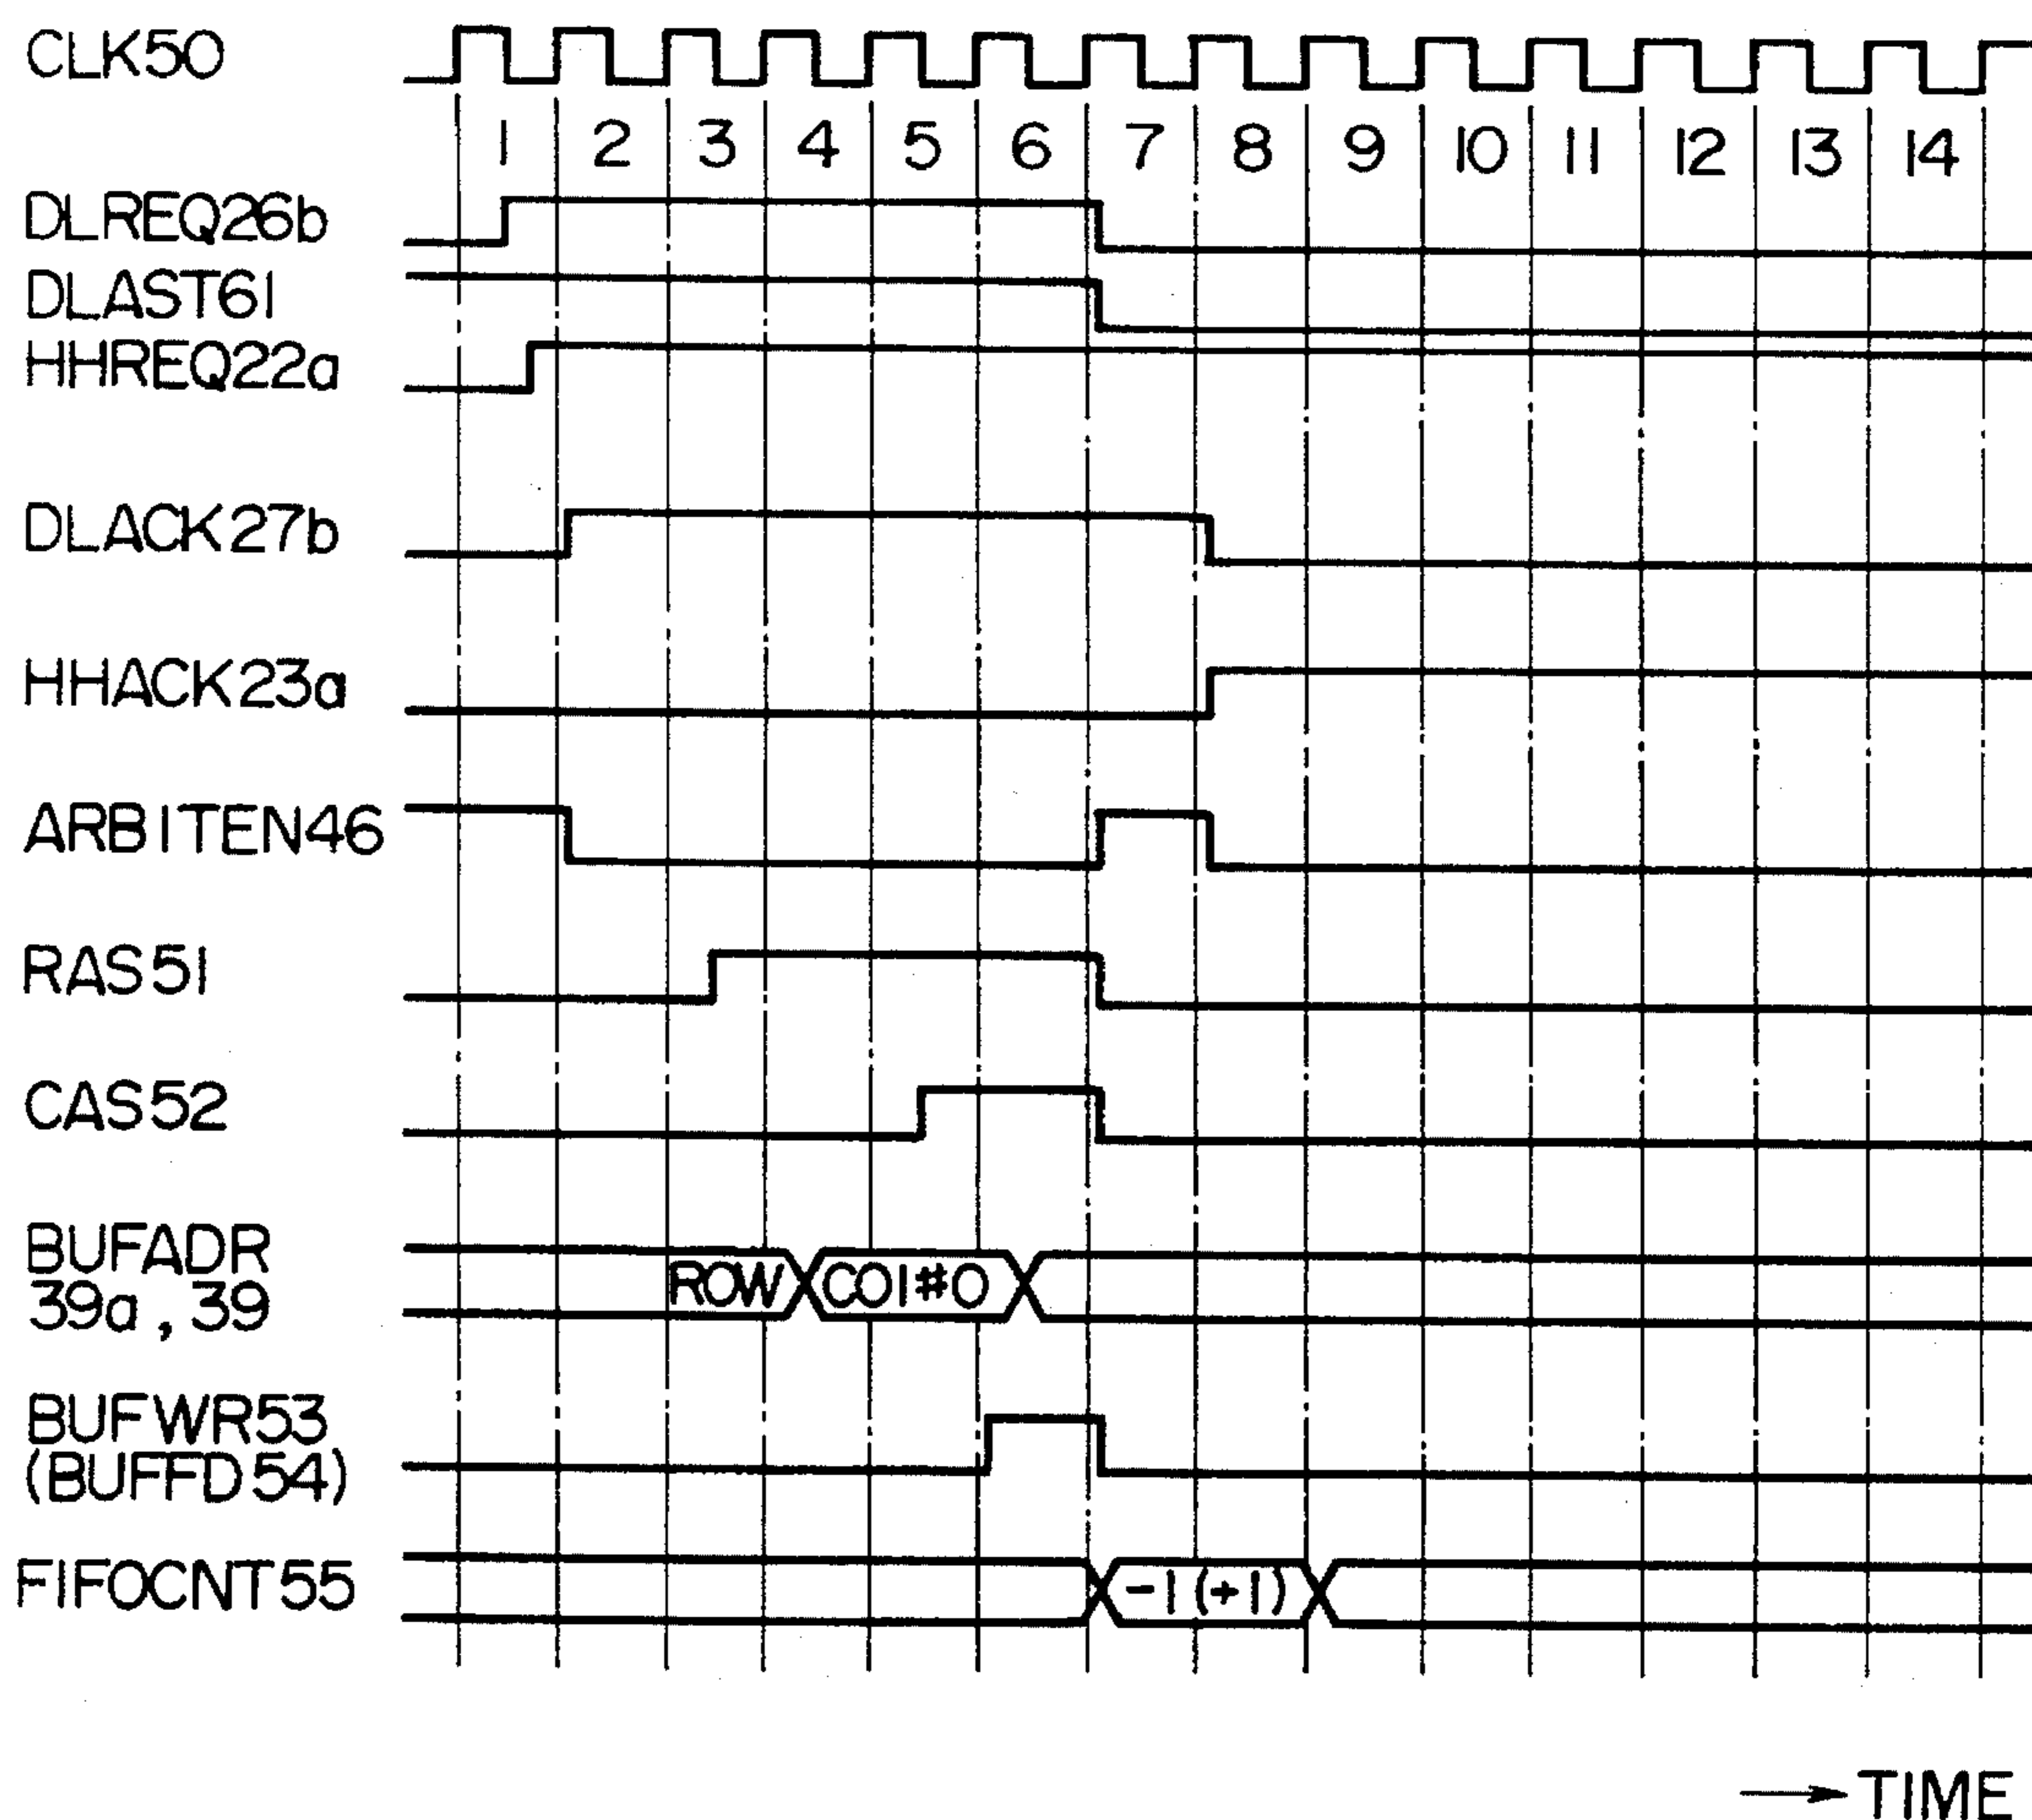 CLK50
1 2 3 4 5 6 7 8 9 10 11 12 13 14
DLREQ26b
DLAST61
HHREQ22a
DLACK27b
HHACK23a
ARBITEN46
RAS51
CAS52
BUFADR
39a, 39
ROW COl#0
BUFWR53
(BUFFD54)
FIFOCNT55
-1(+1)
→ TIME